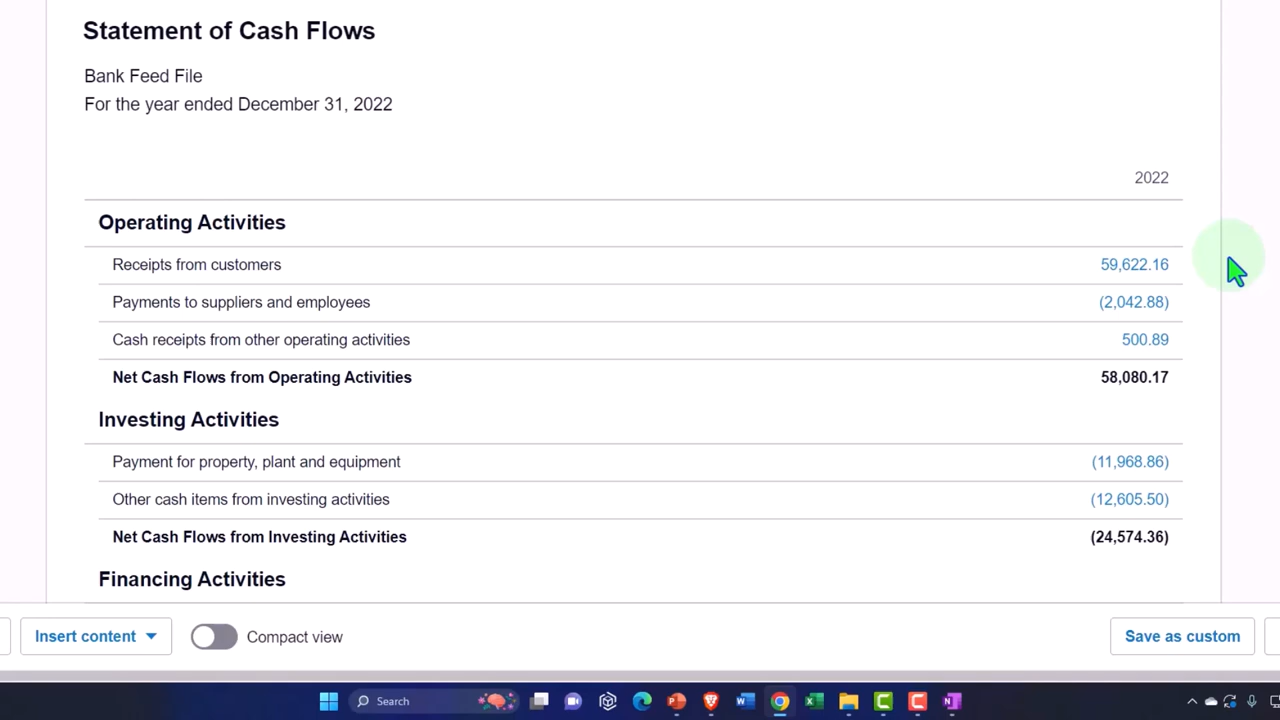 Statement of Cash Flows
Bank Feed File
For the year ended December 31, 2022
2022
Operating Activities
Receipts from customers 59,622.16
Payments to suppliers and employees (2,042.88)
Cash receipts from other operating activities 500.89
Net Cash Flows from Operating Activities 58,080.17
Investing Activities
Payment for property, plant and equipment (11,968.86)
Other cash items from investing activities (12,605.50)
Net Cash Flows from Investing Activities (24,574.36)
Financing Activities
Insert content Compact view Save as custom
Search